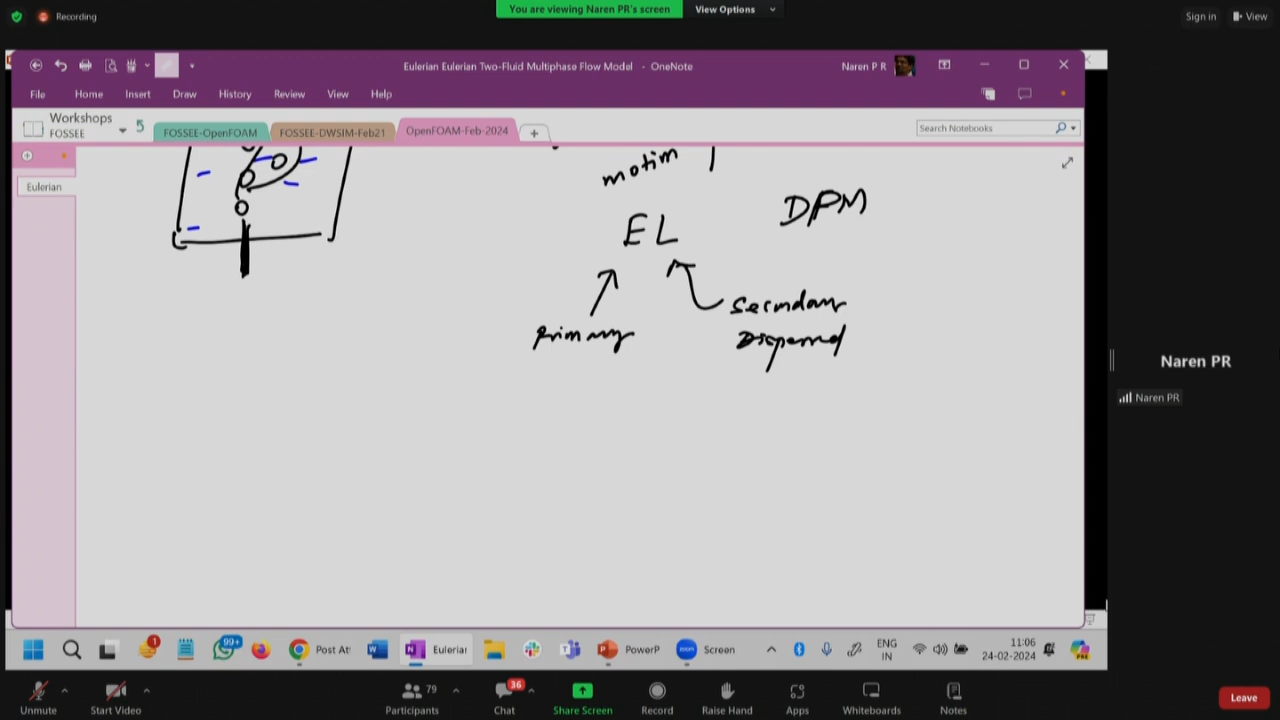 Recording
You are viewing Naren PR's screen
View Options
Sign in
View
Eulerian Eulerian Two-Fluid Multiphase Flow Model - OneNote
Naren P R
File
Home
Insert
Draw
History
Review
View
Help
Workshops
FOSSEE
5
FOSSEE-OpenFOAM
FOSSEE-DWSIM-Feb21
OpenFOAM-Feb-2024
Search Notebooks
Eulerian
motion
DPM
EL
Primary
Secondary
Dispersed
Naren PR
Naren PR
1
99+
Post At
Eulerian
PowerP
Screen
ENG
IN
11:06
24-02-2024
Unmute
Start Video
79
Participants
36
Chat
Share Screen
Record
Raise Hand
Apps
Whiteboards
Notes
Leave